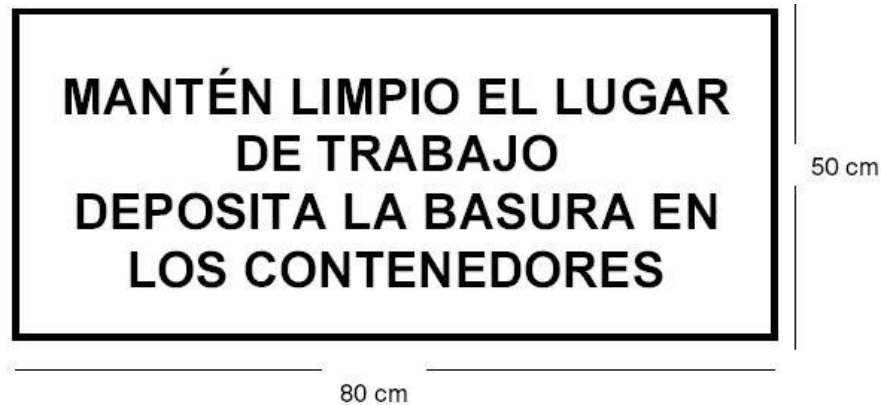 MANTÉN LIMPIO EL LUGAR
DE TRABAJO
DEPOSITA LA BASURA EN
LOS CONTENEDORES
50 cm
80 cm